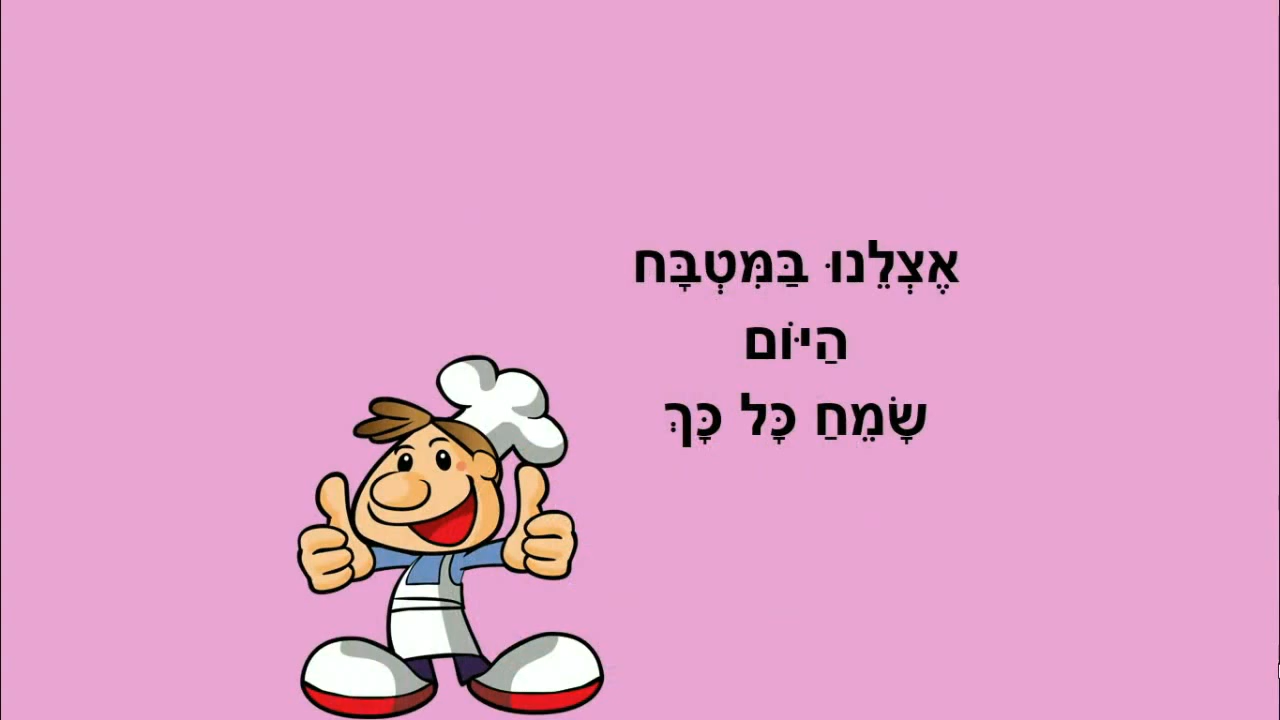 אֶצְלֵנוּ בַּמִּטְבָּח
הַיּוֹם
שָׂמֵחַ כָּל כָּךְ